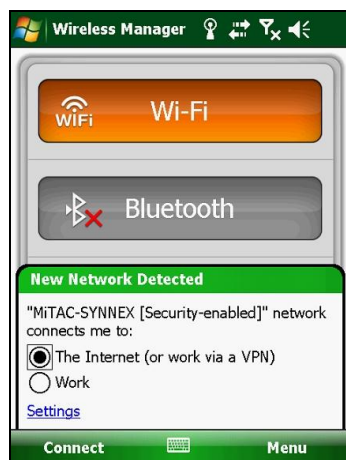 Wireless Manager
WiFi
Wi-Fi
Bluetooth
New Network Detected
"MiTAC-SYNNEX [Security-enabled]" network
connects me to:
The Internet (or work via a VPN)
Work
Settings
Connect Menu